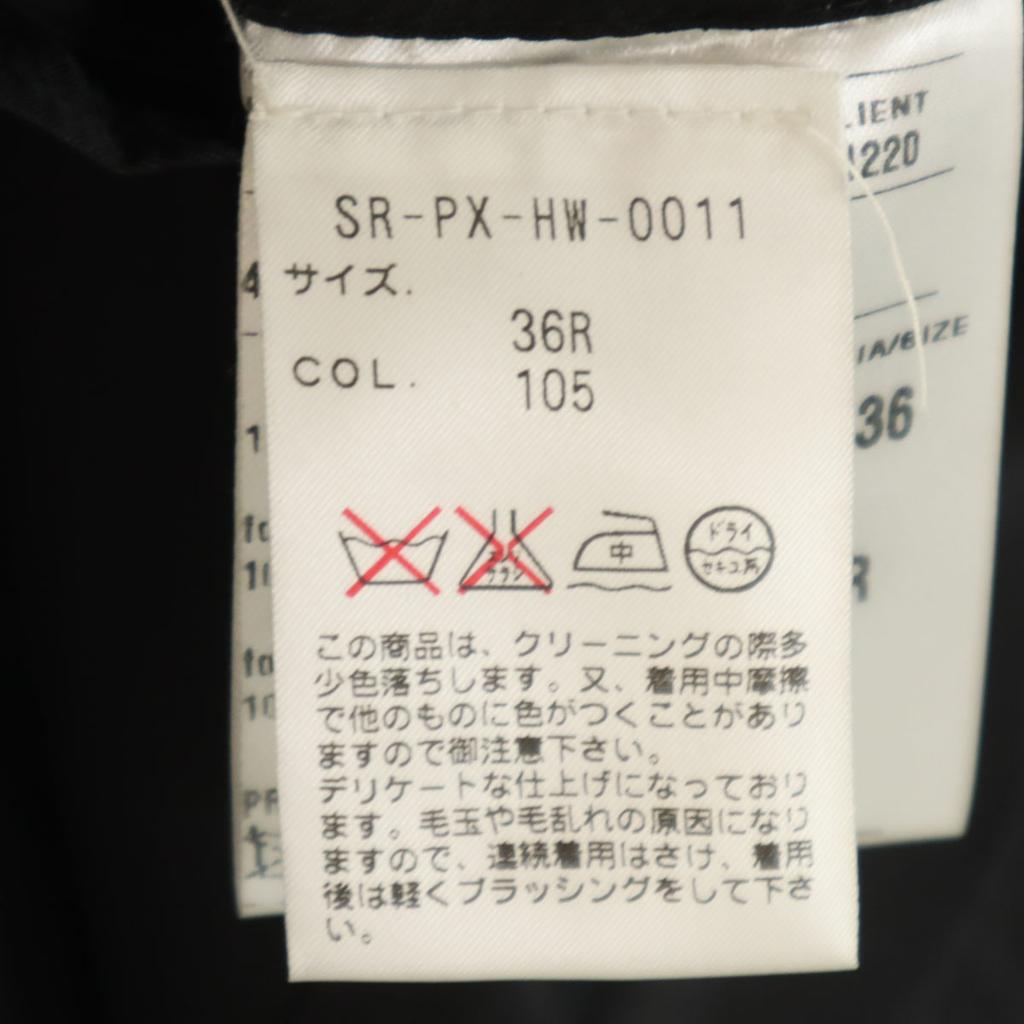 SR-PX-HW-0011
サイズ.
36R
COL.
105
中
ドライ
セキユ系
この商品は、クリーニングの際多
少色落ちします。又、着用中摩擦
で他のものに色がつくことがあり
ますので御注意下さい。
デリケートな仕上げになっており
ます。毛玉や毛乱れの原因になり
ますので、連続着用はさけ、着用
後は軽くブラッシングをして下さ
い。
LIENT
1220
IA/SIZE
36
R
4
1